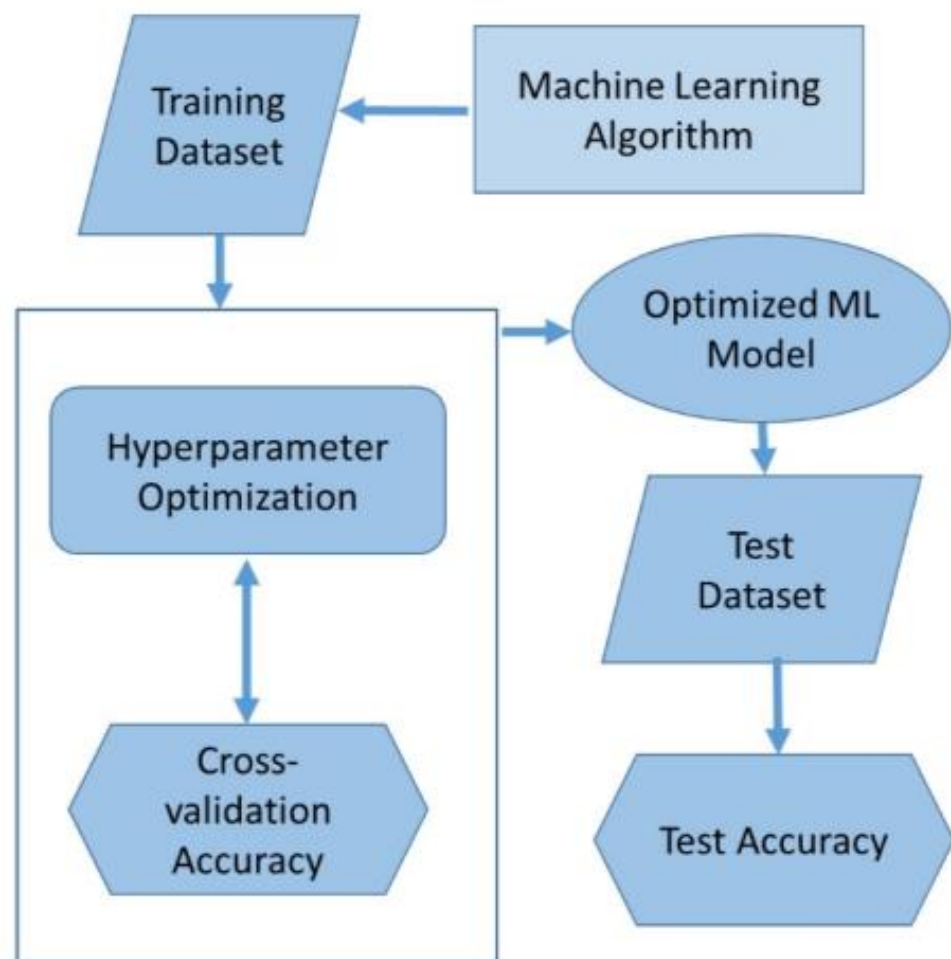 Training
Dataset
Machine Learning
Algorithm
Hyperparameter
Optimization
Cross-
validation
Accuracy
Optimized ML
Model
Test
Dataset
Test Accuracy